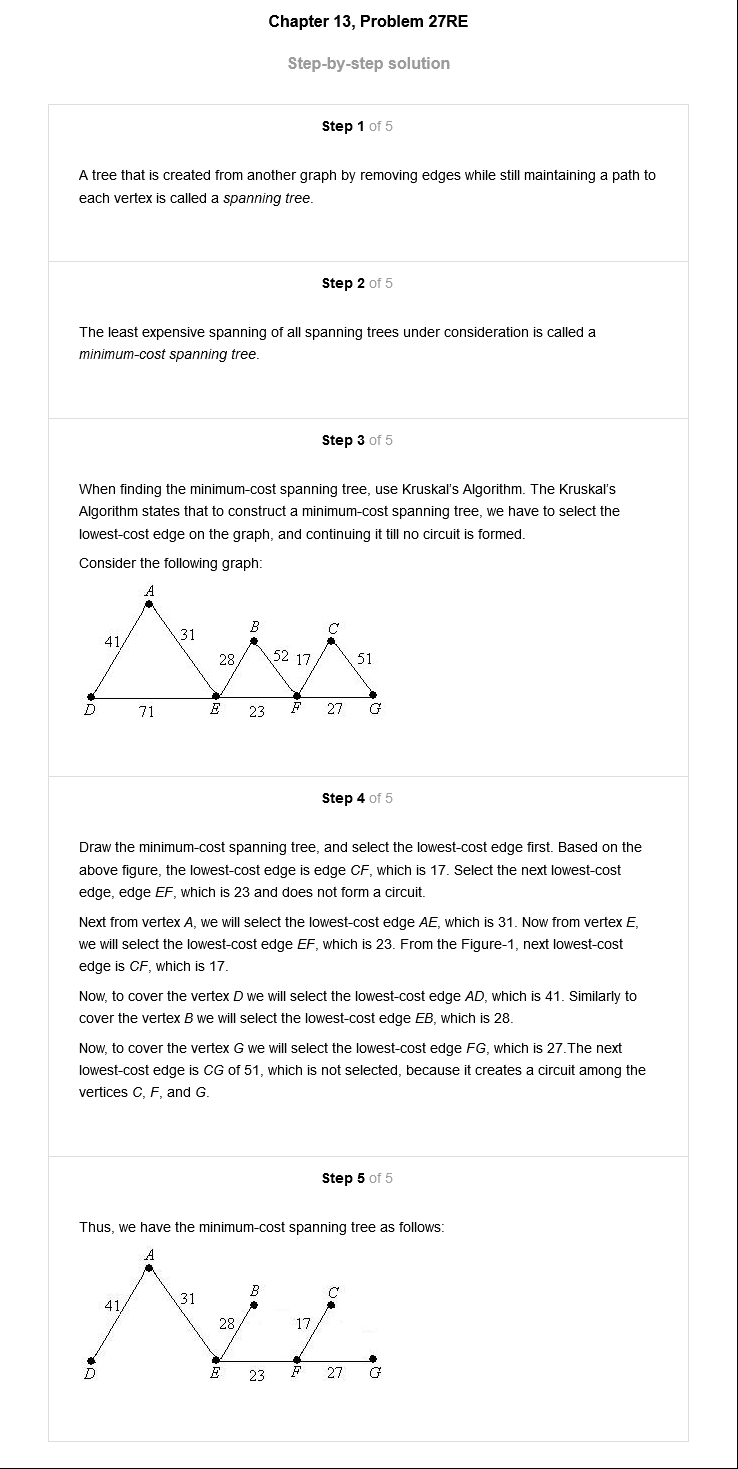 Chapter 13, Problem 27RE
Step-by-step solution
Step 1 of 5
A tree that is created from another graph by removing edges while still maintaining a path to
each vertex is called a spanning tree.
Step 2 of 5
The least expensive spanning of all spanning trees under consideration is called a
minimum-cost spanning tree.
Step 3 of 5
When finding the minimum-cost spanning tree, use Kruskal's Algorithm. The Kruskal's
Algorithm states that to construct a minimum-cost spanning tree, we have to select the
lowest-cost edge on the graph, and continuing it till no circuit is formed.
Consider the following graph:
A
B C
41 31
28 52 17 51
D 71 E 23 F 27 G
Step 4 of 5
Draw the minimum-cost spanning tree, and select the lowest-cost edge first. Based on the
above figure, the lowest-cost edge is edge CF, which is 17. Select the next lowest-cost
edge, edge EF, which is 23 and does not form a circuit.
Next from vertex A, we will select the lowest-cost edge AE, which is 31. Now from vertex E,
we will select the lowest-cost edge EF, which is 23. From the Figure-1, next lowest-cost
edge is CF, which is 17.
Now, to cover the vertex D we will select the lowest-cost edge AD, which is 41. Similarly to
cover the vertex B we will select the lowest-cost edge EB, which is 28.
Now, to cover the vertex G we will select the lowest-cost edge FG, which is 27.The next
lowest-cost edge is CG of 51, which is not selected, because it creates a circuit among the
vertices C, F, and G.
Step 5 of 5
Thus, we have the minimum-cost spanning tree as follows:
A
B C
41 31
28 17
D E 23 F 27 G